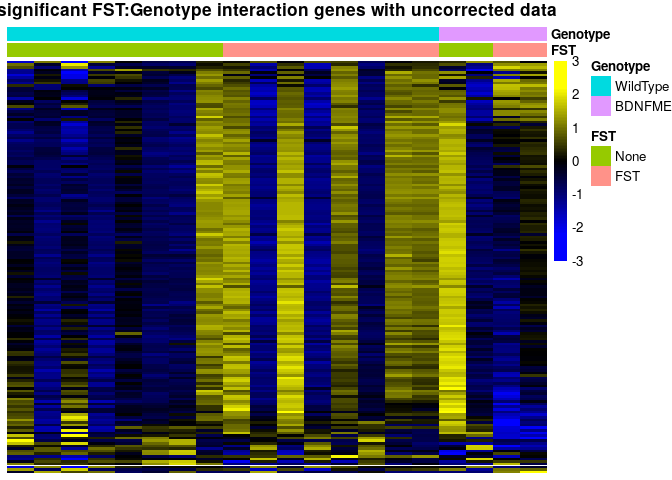 significant FST:Genotype interaction genes with uncorrected data
Genotype
FST
3
2
1
0
-1
-2
-3
Genotype
WildType
BDNFME
FST
None
FST